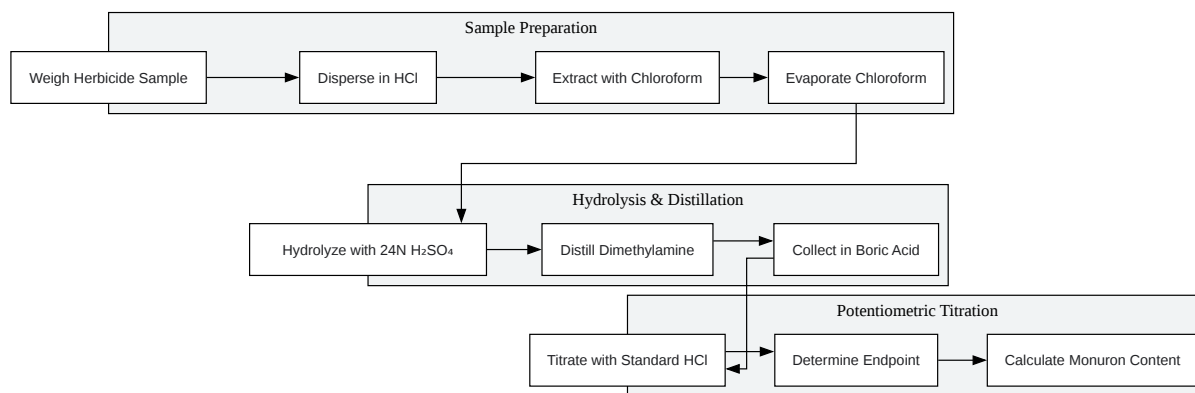 Sample Preparation
Weigh Herbicide Sample
Disperse in HCl
Extract with Chloroform
Evaporate Chloroform
Hydrolysis & Distillation
Hydrolyze with 24N H₂SO₄
Distill Dimethylamine
Collect in Boric Acid
Potentiometric Titration
Titrate with Standard HCl
Determine Endpoint
Calculate Monuron Content